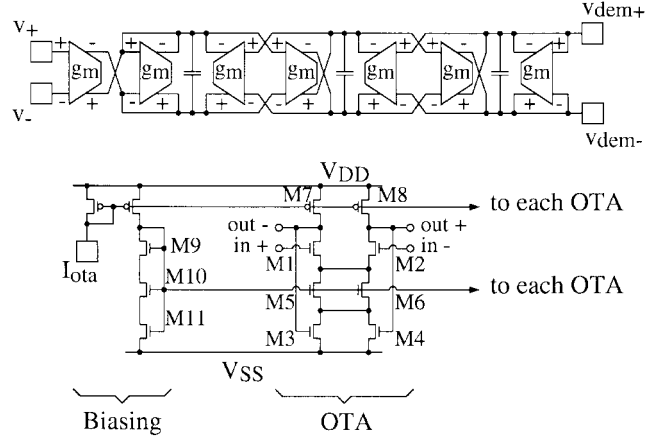 v+ vdem+
+ - + - + - + - + - + - + - + - + - + - + - + -
gm gm gm gm gm gm gm
- + - + - + - + - + - + - +
v- vdem-
VDD
M7 M8
to each OTA
out - out +
in + in -
M9 M1 M2
Iota
M10
to each OTA
M11 M5 M6
M3 M4
VSS
Biasing OTA